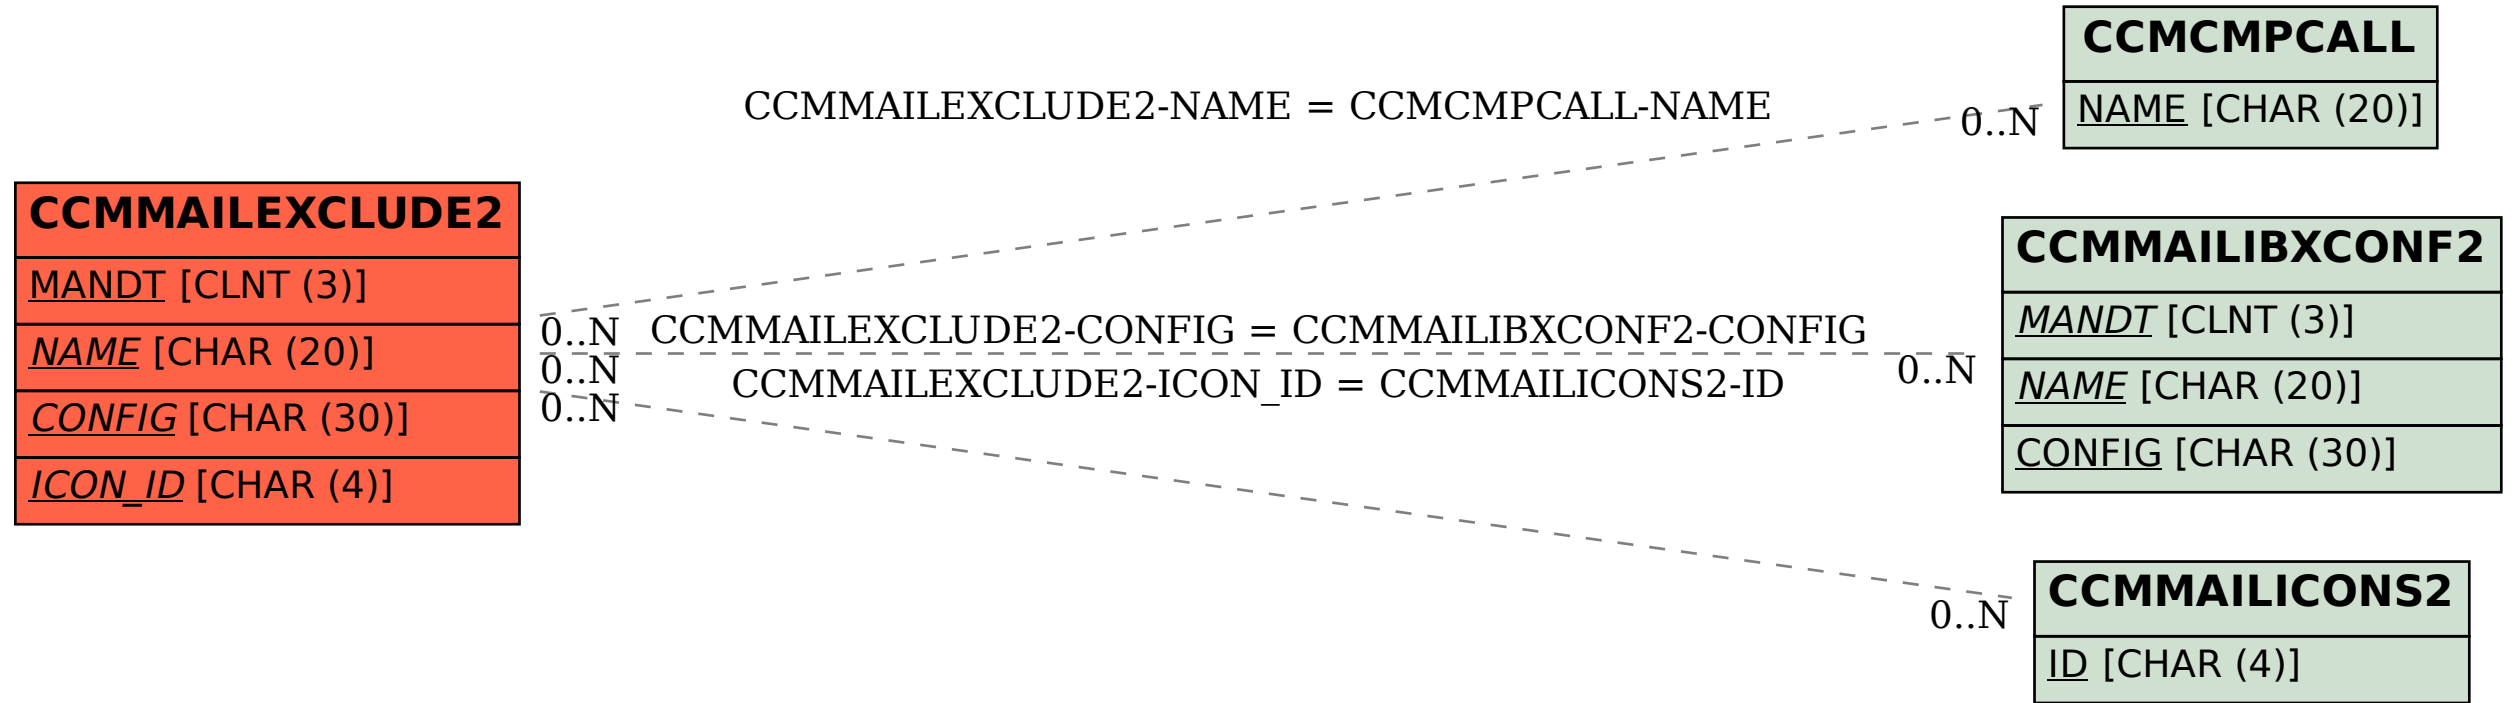 CCMCMPCALL
NAME [CHAR (20)]
CCMMAILEXCLUDE2-NAME = CCMCMPCALL-NAME
0..N
CCMMAILEXCLUDE2
MANDT [CLNT (3)]
NAME [CHAR (20)]
CONFIG [CHAR (30)]
ICON_ID [CHAR (4)]
0..N
0..N
0..N
CCMMAILEXCLUDE2-CONFIG = CCMMAILIBXCONF2-CONFIG
0..N
CCMMAILEXCLUDE2-ICON_ID = CCMMAILICONS2-ID
CCMMAILIBXCONF2
MANDT [CLNT (3)]
NAME [CHAR (20)]
CONFIG [CHAR (30)]
0..N
CCMMAILICONS2
ID [CHAR (4)]